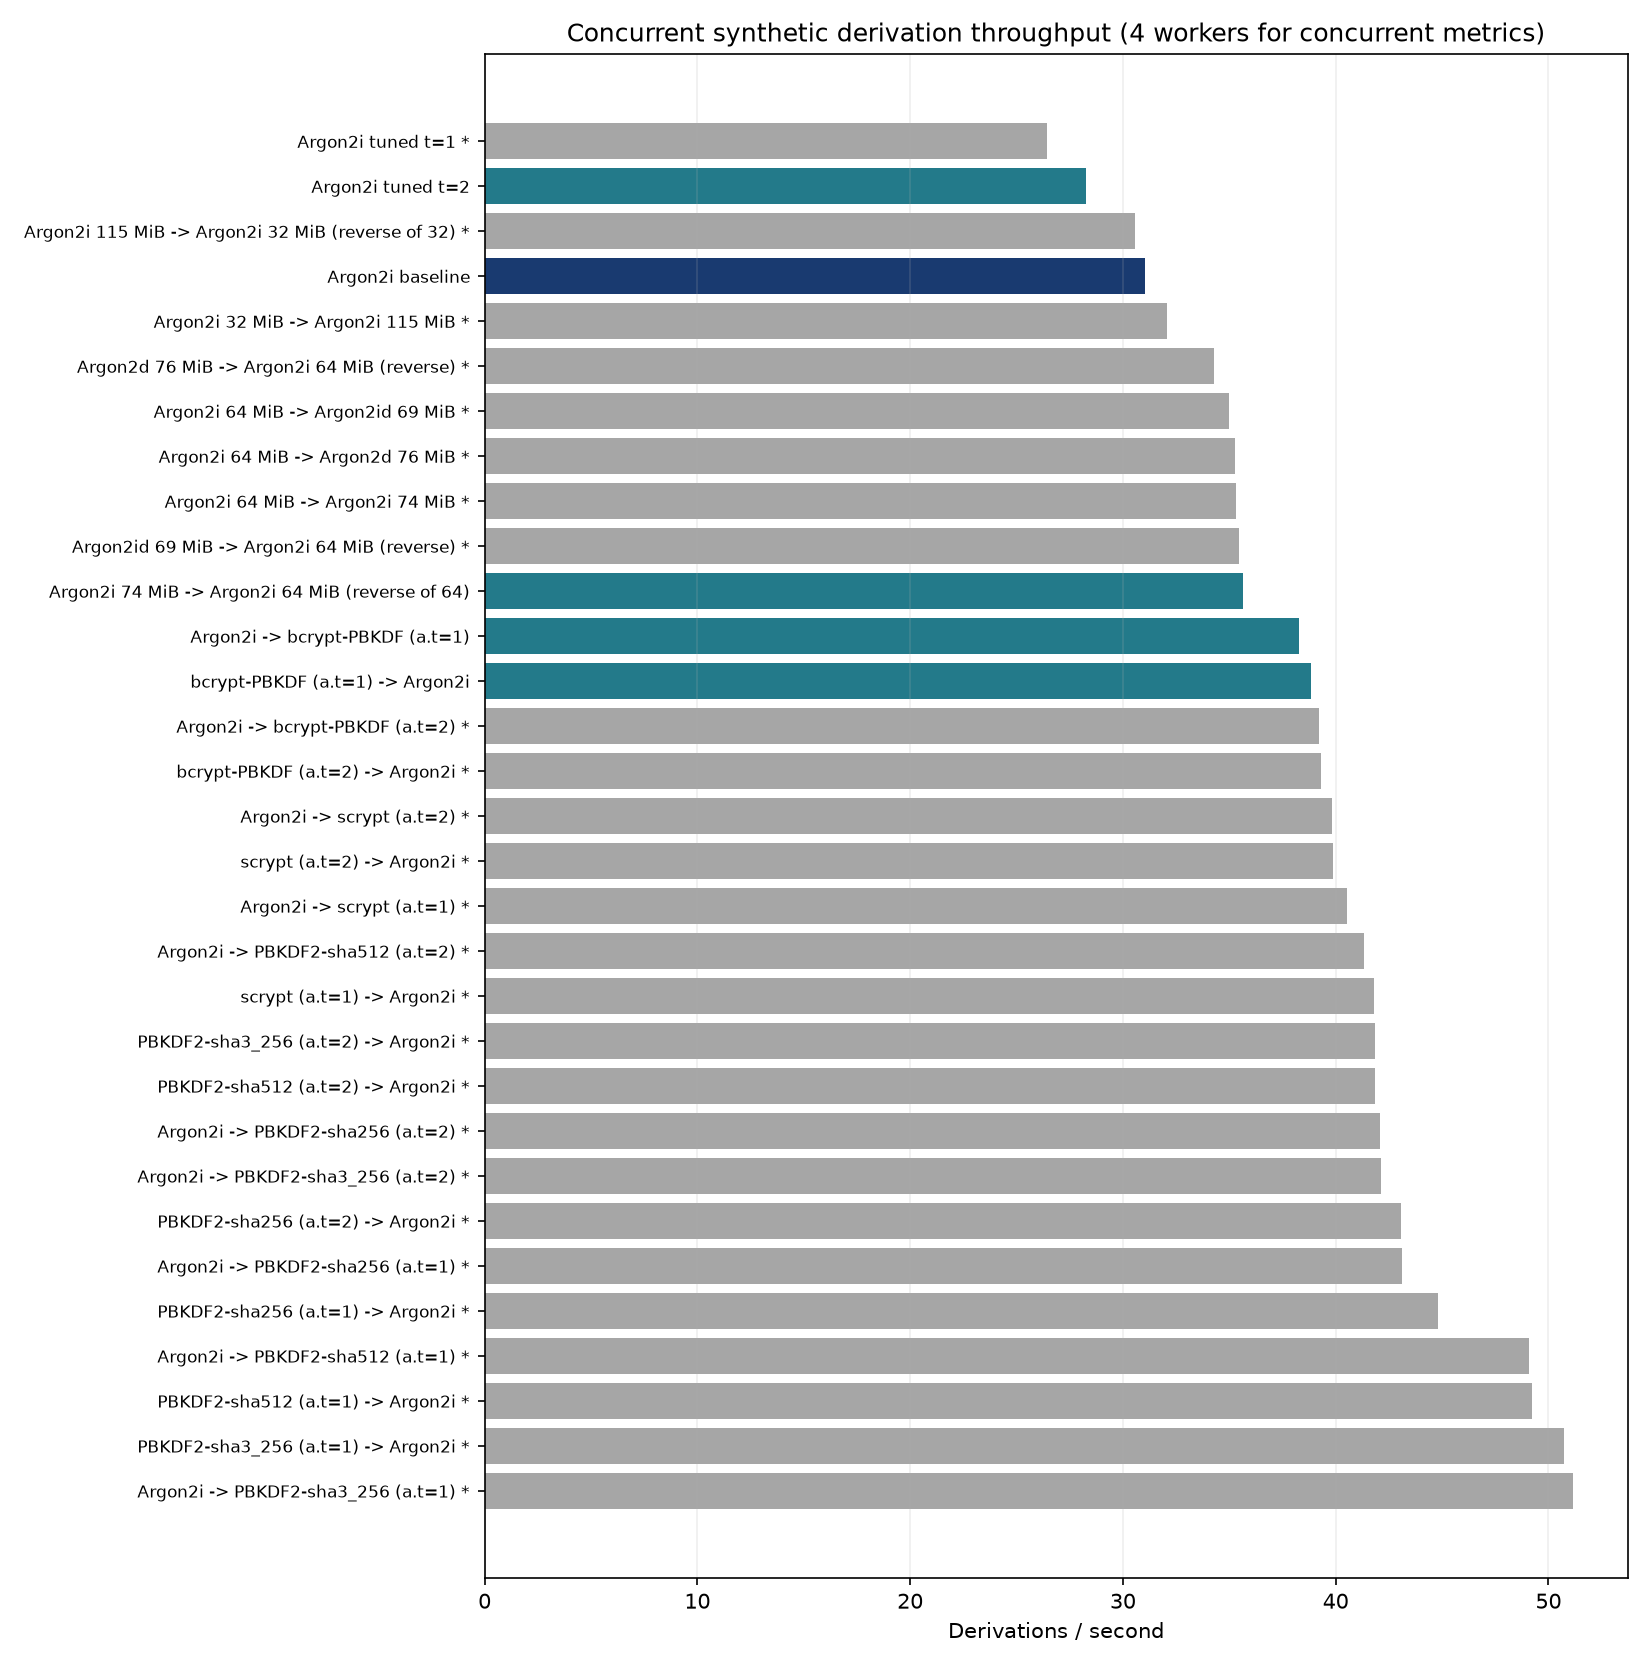 Concurrent synthetic derivation throughput (4 workers for concurrent metrics)
Argon2i tuned t=1 *
Argon2i tuned t=2
Argon2i 115 MiB -> Argon2i 32 MiB (reverse of 32) *
Argon2i baseline
Argon2i 32 MiB -> Argon2i 115 MiB *
Argon2d 76 MiB -> Argon2i 64 MiB (reverse) *
Argon2i 64 MiB -> Argon2id 69 MiB *
Argon2i 64 MiB -> Argon2d 76 MiB *
Argon2i 64 MiB -> Argon2i 74 MiB *
Argon2id 69 MiB -> Argon2i 64 MiB (reverse) *
Argon2i 74 MiB -> Argon2i 64 MiB (reverse of 64)
Argon2i -> bcrypt-PBKDF (a.t=1)
bcrypt-PBKDF (a.t=1) -> Argon2i
Argon2i -> bcrypt-PBKDF (a.t=2) *
bcrypt-PBKDF (a.t=2) -> Argon2i *
Argon2i -> scrypt (a.t=2) *
scrypt (a.t=2) -> Argon2i *
Argon2i -> scrypt (a.t=1) *
Argon2i -> PBKDF2-sha512 (a.t=2) *
scrypt (a.t=1) -> Argon2i *
PBKDF2-sha3_256 (a.t=2) -> Argon2i *
PBKDF2-sha512 (a.t=2) -> Argon2i *
Argon2i -> PBKDF2-sha256 (a.t=2) *
Argon2i -> PBKDF2-sha3_256 (a.t=2) *
PBKDF2-sha256 (a.t=2) -> Argon2i *
Argon2i -> PBKDF2-sha256 (a.t=1) *
PBKDF2-sha256 (a.t=1) -> Argon2i *
Argon2i -> PBKDF2-sha512 (a.t=1) *
PBKDF2-sha512 (a.t=1) -> Argon2i *
PBKDF2-sha3_256 (a.t=1) -> Argon2i *
Argon2i -> PBKDF2-sha3_256 (a.t=1) *
0 10 20 30 40 50
Derivations / second